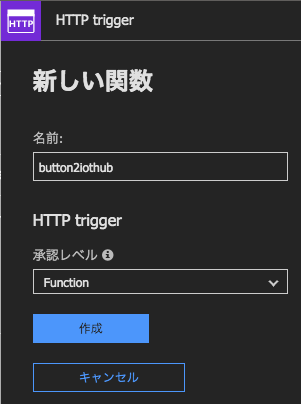 HTTP
HTTP trigger
新しい関数
名前:
button2iothub
HTTP trigger
承認レベル
Function
作成
キャンセル